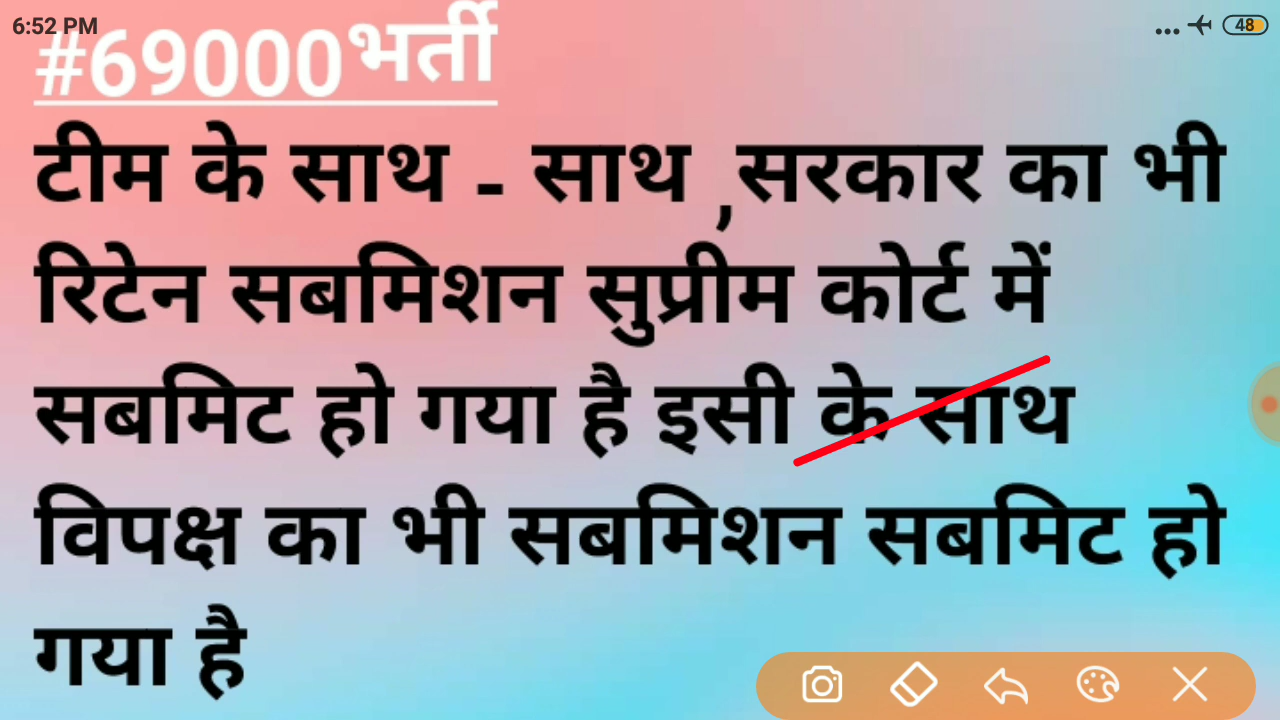 6:52 PM
48
#69000भर्ती
टीम के साथ - साथ ,सरकार का भी
रिटेन सबमिशन सुप्रीम कोर्ट में
सबमिट हो गया है इसी के साथ
विपक्ष का भी सबमिशन सबमिट हो
गया है